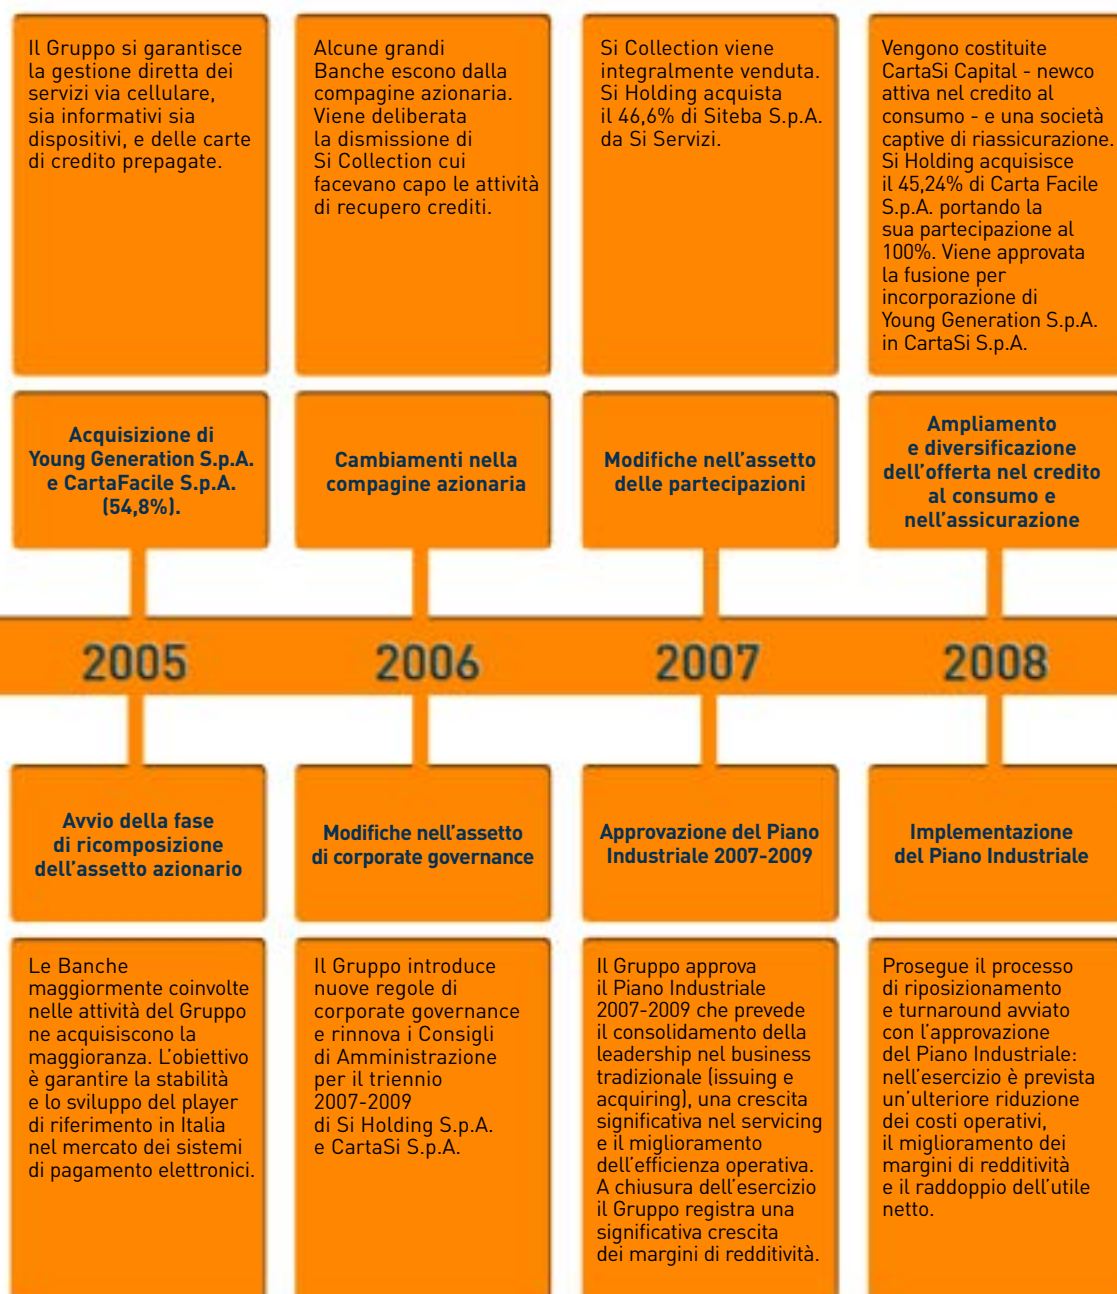 Il Gruppo si garantisce
la gestione diretta dei
servizi via cellulare,
sia informativi sia
dispositivi, e delle carte
di credito prepagate.
Alcune grandi
Banche escono dalla
compagine azionaria.
Viene deliberata
la dismissione di
Si Collection cui
facevano capo le attività
di recupero crediti.
Si Collection viene
integralmente venduta.
Si Holding acquista
il 46,6% di Siteba S.p.A.
da Si Servizi.
Vengono costituite
CartaSi Capital - newco
attiva nel credito al
consumo - e una società
captive di riassicurazione.
Si Holding acquisisce
il 45,24% di Carta Facile
S.p.A. portando la
sua partecipazione al
100%. Viene approvata
la fusione per
incorporazione di
Young Generation S.p.A.
in CartaSi S.p.A.
Acquisizione di
Young Generation S.p.A.
e CartaFacile S.p.A.
(54,8%).
Cambiamenti nella
compagine azionaria
Modifiche nell'assetto
delle partecipazioni
Ampliamento
e diversificazione
dell'offerta nel credito
al consumo e
nell'assicurazione
2005
2006
2007
2008
Avvio della fase
di ricomposizione
dell'assetto azionario
Modifiche nell'assetto
di corporate governance
Approvazione del Piano
Industriale 2007-2009
Implementazione
del Piano Industriale
Le Banche
maggiormente coinvolte
nelle attività del Gruppo
ne acquisiscono la
maggioranza. L'obiettivo
è garantire la stabilità
e lo sviluppo del player
di riferimento in Italia
nel mercato dei sistemi
di pagamento elettronici.
Il Gruppo introduce
nuove regole di
corporate governance
e rinnova i Consigli
di Amministrazione
per il triennio
2007-2009
di Si Holding S.p.A.
e CartaSi S.p.A.
Il Gruppo approva
il Piano Industriale
2007-2009 che prevede
il consolidamento della
leadership nel business
tradizionale (issuing e
acquiring), una crescita
significativa nel servicing
e il miglioramento
dell'efficienza operativa.
A chiusura dell'esercizio
il Gruppo registra una
significativa crescita
dei margini di redditività.
Prosegue il processo
di riposizionamento
e turnaround avviato
con l'approvazione
del Piano Industriale:
nell'esercizio è prevista
un'ulteriore riduzione
dei costi operativi,
il miglioramento dei
margini di redditività
e il raddoppio dell'utile
netto.